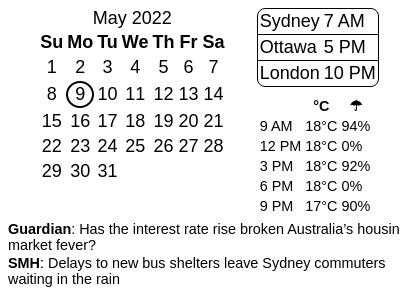 May 2022
Su Mo Tu We Th Fr Sa
1 2 3 4 5 6 7
8 9 10 11 12 13 14
15 16 17 18 19 20 21
22 23 24 25 26 27 28
29 30 31
Sydney 7 AM
Ottawa 5 PM
London 10 PM
°C ☂
9 AM 18°C 94%
12 PM 18°C 0%
3 PM 18°C 92%
6 PM 18°C 0%
9 PM 17°C 90%
Guardian: Has the interest rate rise broken Australia's housin
market fever?
SMH: Delays to new bus shelters leave Sydney commuters
waiting in the rain